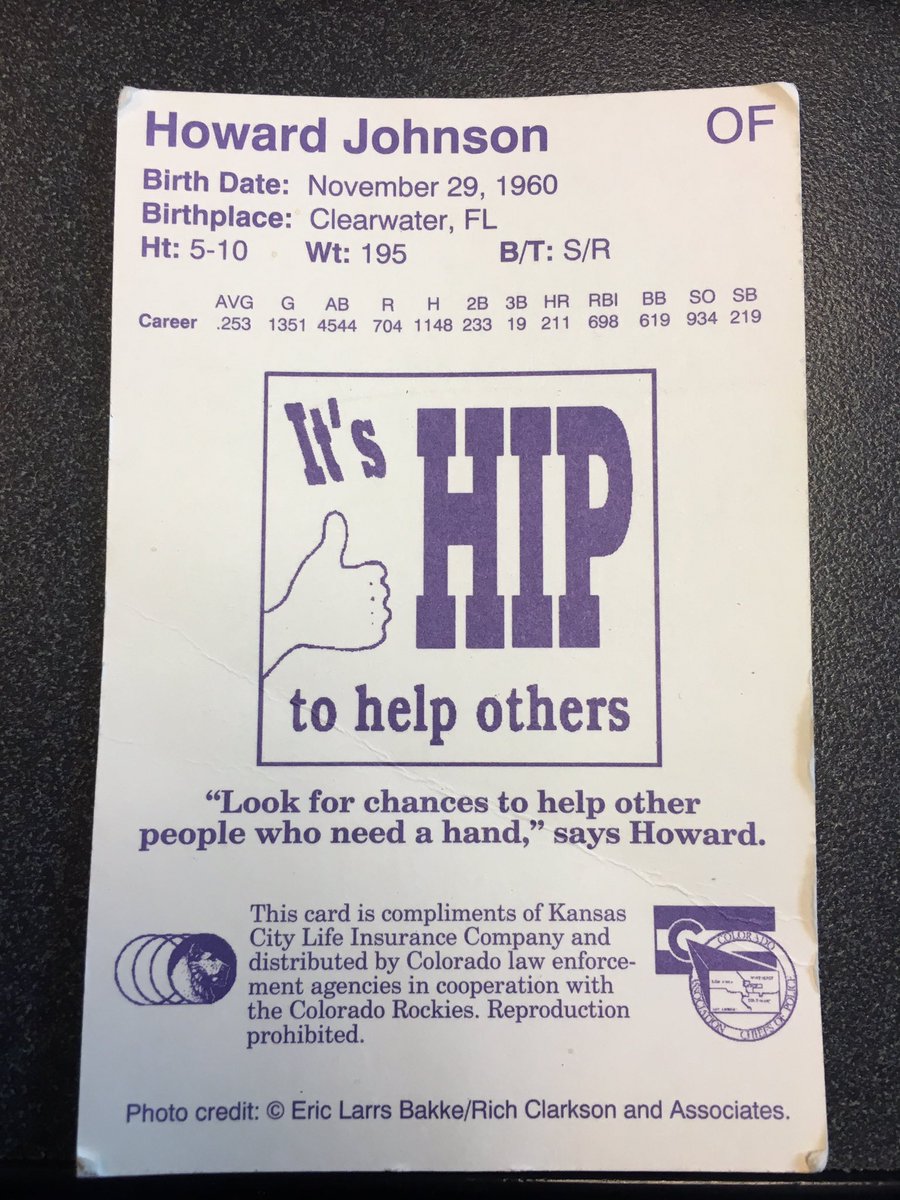 Howard Johnson OF
Birth Date: November 29, 1960
Birthplace: Clearwater, FL
Ht: 5-10 Wt: 195 B/T: S/R
AVG G AB R H 2B 3B HR RBI BB SO SB
Career .253 1351 4544 704 1148 233 19 211 698 619 934 219
It's HIP
to help others
“Look for chances to help other
people who need a hand,” says Howard.
This card is compliments of Kansas
City Life Insurance Company and
distributed by Colorado law enforce-
ment agencies in cooperation with
the Colorado Rockies. Reproduction
prohibited.
COLORADO
ASSOCIATION CHIEFS OF POLICE
Photo credit: © Eric Larrs Bakke/Rich Clarkson and Associates.